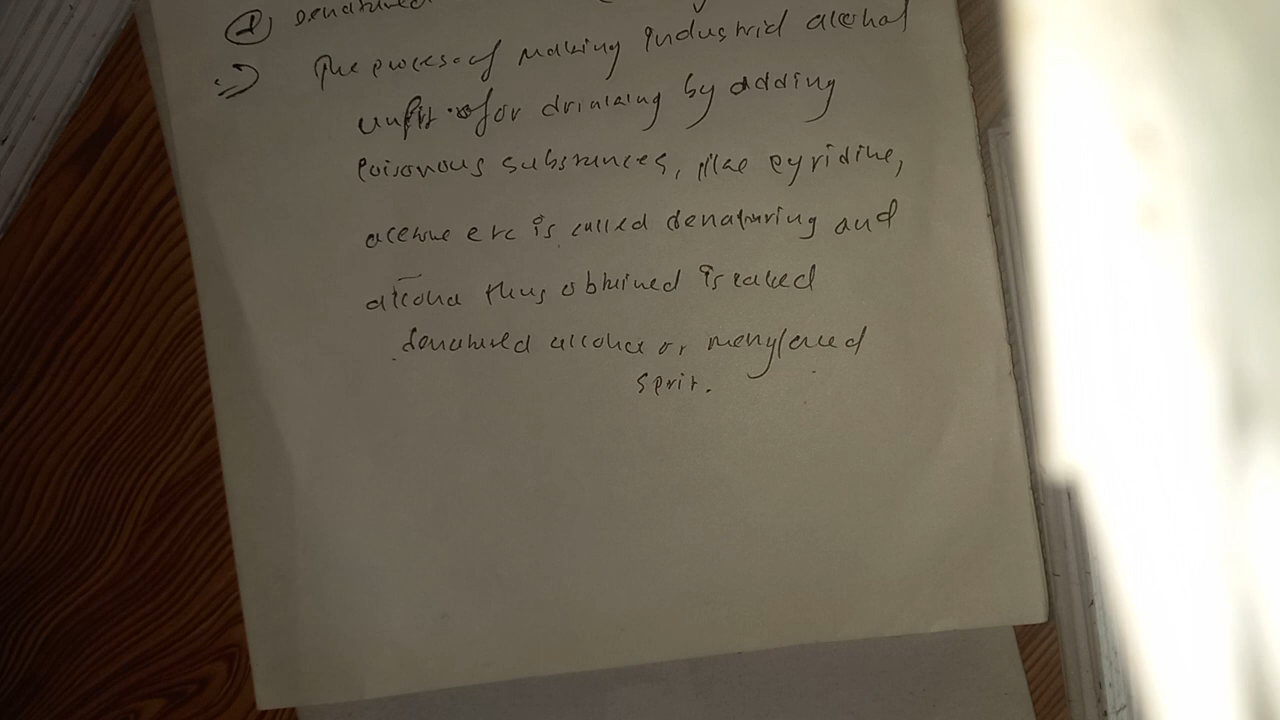 d denatured
The process of making industrial alcohol
unfit for drinking by adding
poisonous substances, like pyridine,
acetone etc is called denaturing and
alcohol thus obtained is called
denatured alcohol or methylated
sprit.